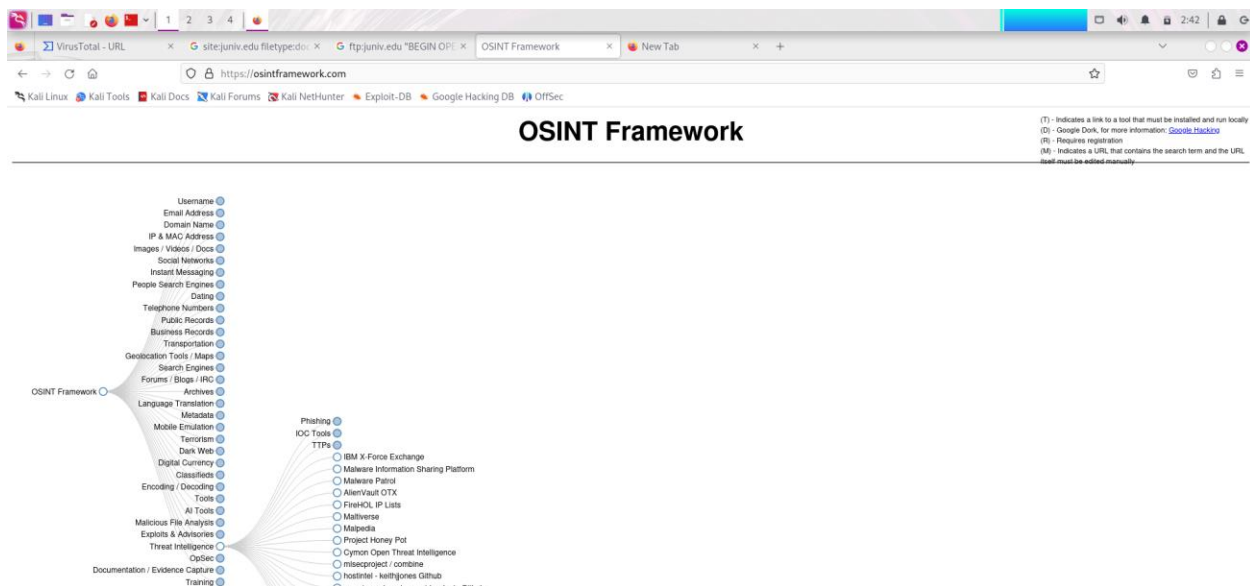 1 2 3 4
2:42
VirusTotal - URL
site:juniv.edu filetype:doc
ftp:juniv.edu "BEGIN OPE
OSINT Framework
New Tab
https://osintframework.com
Kali Linux Kali Tools Kali Docs Kali Forums Kali NetHunter Exploit-DB Google Hacking DB OffSec
OSINT Framework
(T) - Indicates a link to a tool that must be installed and run locally
(D) - Google Dork, for more information: Google Hacking
(R) - Requires registration
(M) - Indicates a URL that contains the search term and the URL
itself must be edited manually
Username
Email Address
Domain Name
IP & MAC Address
Images / Videos / Docs
Social Networks
Instant Messaging
People Search Engines
Dating
Telephone Numbers
Public Records
Business Records
Transportation
Geolocation Tools / Maps
Search Engines
Forums / Blogs / IRC
OSINT Framework
Archives
Language Translation
Metadata
Mobile Emulation
Terrorism
Dark Web
Digital Currency
Classifieds
Encoding / Decoding
Tools
AI Tools
Malicious File Analysis
Exploits & Advisories
Threat Intelligence
OpSec
Documentation / Evidence Capture
Training
Phishing
IOC Tools
TTPs
IBM X-Force Exchange
Malware Information Sharing Platform
Malware Patrol
AlienVault OTX
FireHOL IP Lists
Maltiverse
Malpedia
Project Honey Pot
Cymon Open Threat Intelligence
mlsecproject / combine
hostintel - keithjjones Github